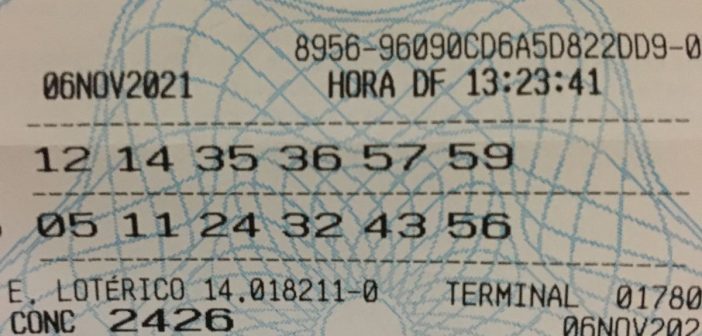 8956-96090CD6A5D822DD9-0
06NOV2021 HORA DF 13:23:41
12 14 35 36 57 59
05 11 24 32 43 56
E. LOTÉRICO 14.018211-0 TERMINAL 01780
CONC 2426 06NOV202